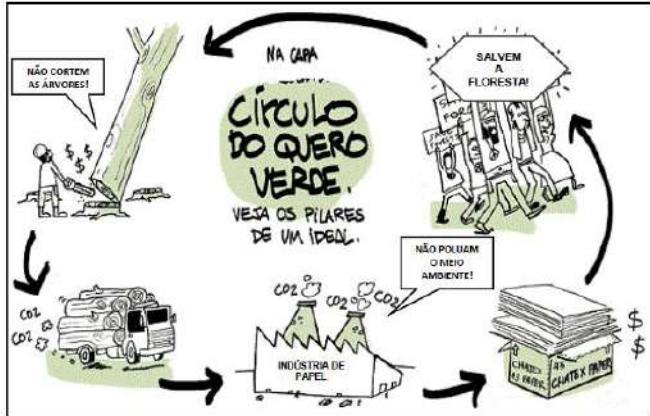 NA CAPA
CÍRCULO
DO QUERO
VERDE.
VEJA OS PILARES
DE UM IDEAL.
NÃO CORTEM
AS ÁRVORES!
$ $
$
CO2
CO2
CO2
CO2
CO2
INDÚSTRIA DE
PAPEL
NÃO POLUAM
O MEIO
AMBIENTE!
$
$
PAPER
PAPER
SALVEM
A
FLORESTA!